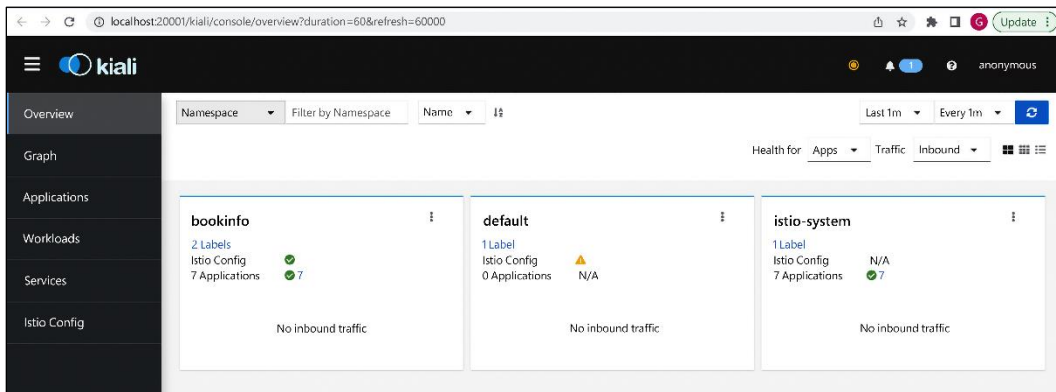 localhost:20001/kiali/console/overview?duration=60&refresh=60000
G
Update
kiali
1
anonymous
Overview
Graph
Applications
Workloads
Services
Istio Config
Namespace Filter by Namespace Name
Last 1m Every 1m
Health for Apps Traffic Inbound
bookinfo
2 Labels
Istio Config
7 Applications 7
No inbound traffic
default
1 Label
Istio Config
0 Applications N/A
No inbound traffic
istio-system
1 Label
Istio Config N/A
7 Applications 7
No inbound traffic